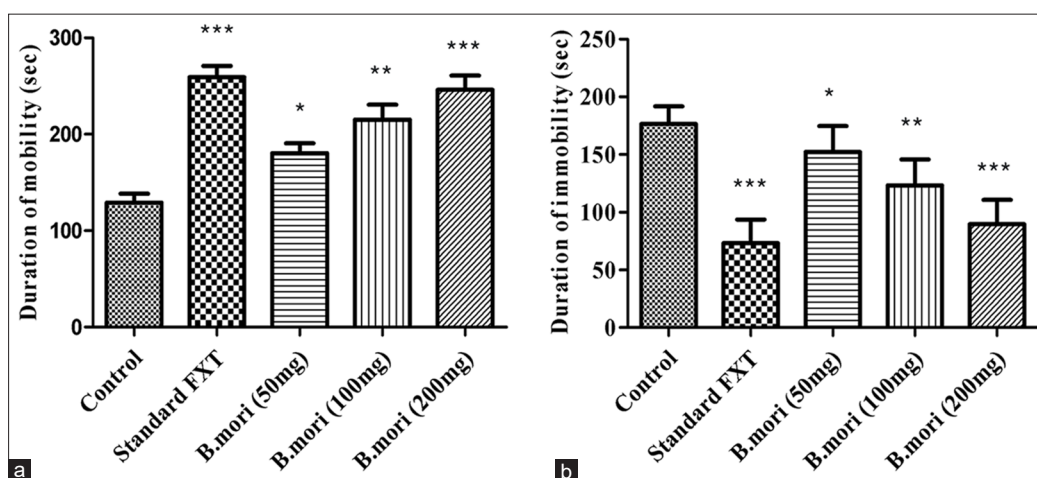 Duration of mobility (sec)
300
200
100
0
***
*
**
***
Control
Standard FXT
B.mori (50mg)
B.mori (100mg)
B.mori (200mg)
a
Duration of immobility (sec)
250
200
150
100
50
0
***
*
**
***
Control
Standard FXT
B.mori (50mg)
B.mori (100mg)
B.mori (200mg)
b